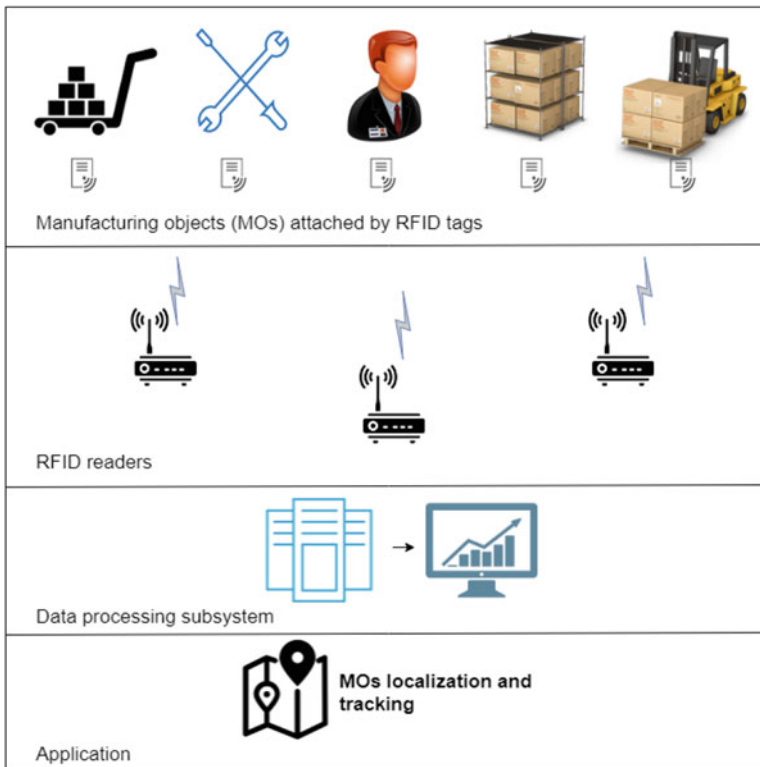 Manufacturing objects (MOs) attached by RFID tags
RFID readers
Data processing subsystem
MOs localization and
tracking
Application